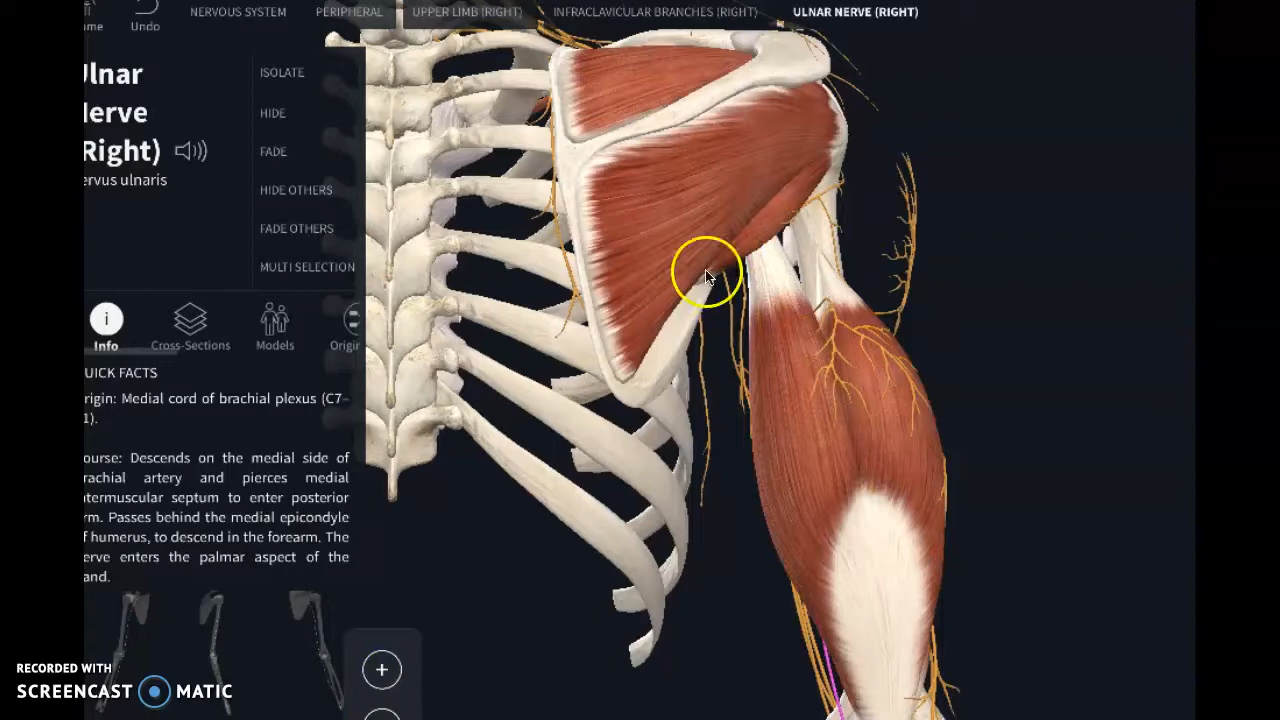 ome
Undo
NERVOUS SYSTEM
PERIPHERAL
UPPER LIMB (RIGHT)
INFRACLAVICULAR BRANCHES (RIGHT)
ULNAR NERVE (RIGHT)
Ulnar
Nerve
(Right)
ervus ulnaris
ISOLATE
HIDE
FADE
HIDE OTHERS
FADE OTHERS
MULTI SELECTION
i
Info
Cross-Sections
Models
Origi
UICK FACTS
rigin: Medial cord of brachial plexus (C7–
1).
ourse: Descends on the medial side of
rachial artery and pierces medial
ntermuscular septum to enter posterior
rm. Passes behind the medial epicondyle
f humerus, to descend in the forearm. The
erve enters the palmar aspect of the
and.
+
RECORDED WITH
SCREENCAST MATIC